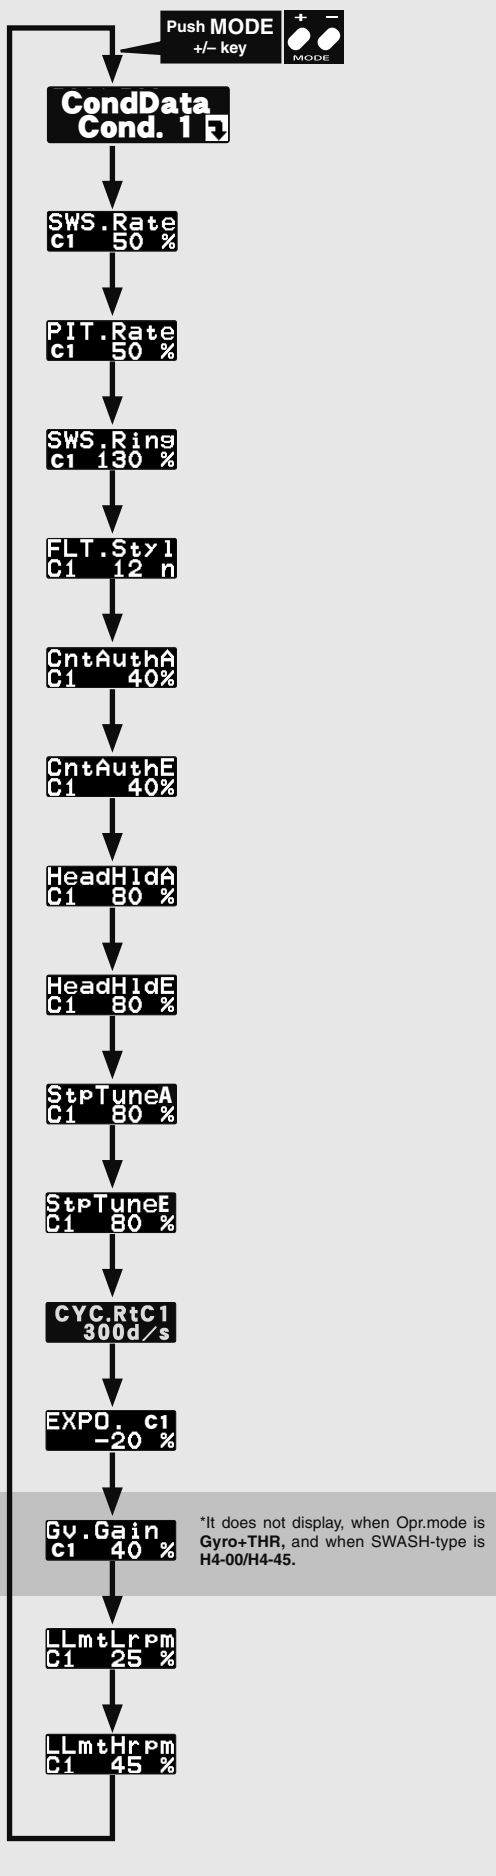 Push MODE
+/– key
+ –
MODE
CondData
Cond. 1
SWS.Rate
C1 50 %
PIT.Rate
C1 50 %
SWS.Ring
C1 130 %
FLT.Styl
C1 12 n
CntAuthA
C1 40%
CntAuthE
C1 40%
HeadHldA
C1 80 %
HeadHldE
C1 80 %
StpTuneA
C1 80 %
StpTuneE
C1 80 %
CYC.RtC1
300d/s
EXPO. C1
-20 %
Gv.Gain
C1 40 %
*It does not display, when Opr.mode is
Gyro+THR, and when SWASH-type is
H4-00/H4-45.
LLmtLrpm
C1 25 %
LLmtHrpm
C1 45 %